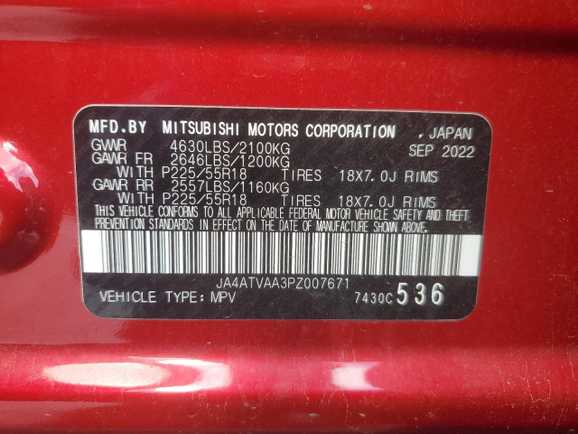 MFD.BY MITSUBISHI MOTORS CORPORATION , JAPAN
GVWR 4630LBS/2100KG SEP 2022
GAWR FR 2646LBS/1200KG
WITH P225/55R18 TIRES 18X7.0J RIMS
GAWR RR 2557LBS/1160KG
WITH P225/55R18 TIRES 18X7.0J RIMS
THIS VEHICLE CONFORMS TO ALL APPLICABLE FEDERAL MOTOR VEHICLE SAFETY AND THEFT
PREVENTION STANDARDS IN EFFECT ON THE DATE OF MANUFACTURE SHOWN ABOVE.
JA4ATVAA3PZ007671
VEHICLE TYPE: MPV 7430C536